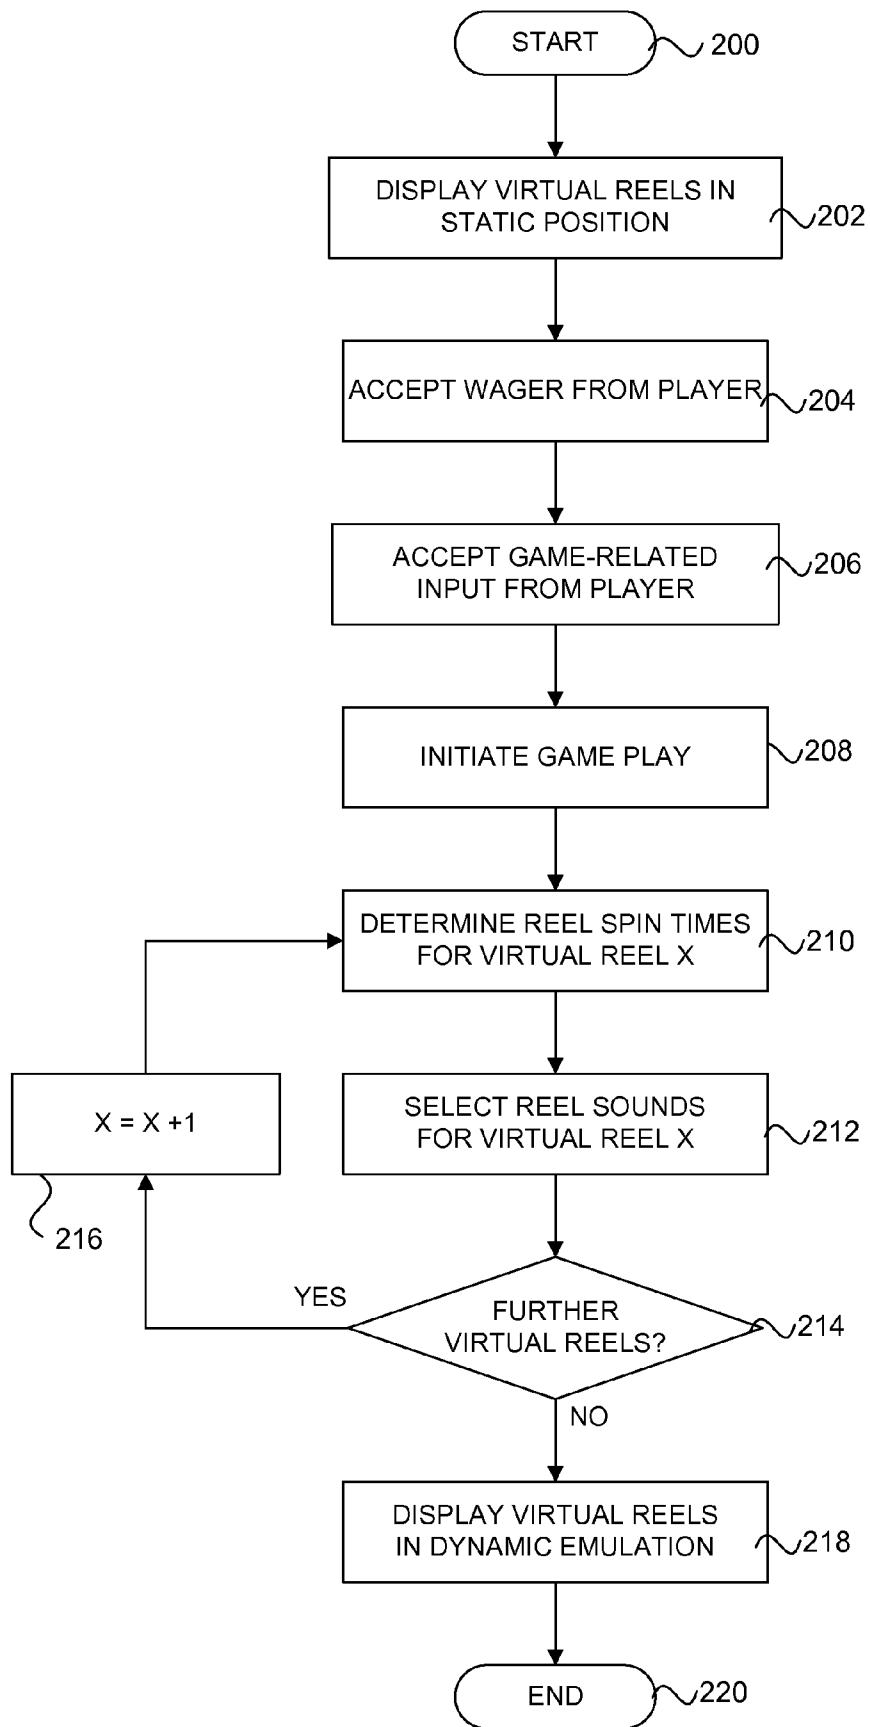 START
200
DISPLAY VIRTUAL REELS IN
STATIC POSITION
202
ACCEPT WAGER FROM PLAYER
204
ACCEPT GAME-RELATED
INPUT FROM PLAYER
206
INITIATE GAME PLAY
208
DETERMINE REEL SPIN TIMES
FOR VIRTUAL REEL X
210
X = X +1
216
SELECT REEL SOUNDS
FOR VIRTUAL REEL X
212
YES
FURTHER
VIRTUAL REELS?
214
NO
DISPLAY VIRTUAL REELS
IN DYNAMIC EMULATION
218
END
220